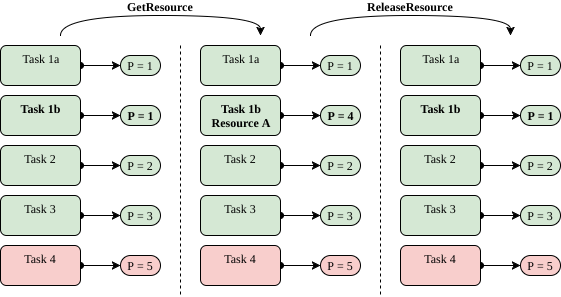 GetResource
ReleaseResource
Task 1a
P = 1
Task 1a
P = 1
Task 1a
P = 1
Task 1b
P = 1
Task 1b
Resource A
P = 4
Task 1b
P = 1
Task 2
P = 2
Task 2
P = 2
Task 2
P = 2
Task 3
P = 3
Task 3
P = 3
Task 3
P = 3
Task 4
P = 5
Task 4
P = 5
Task 4
P = 5